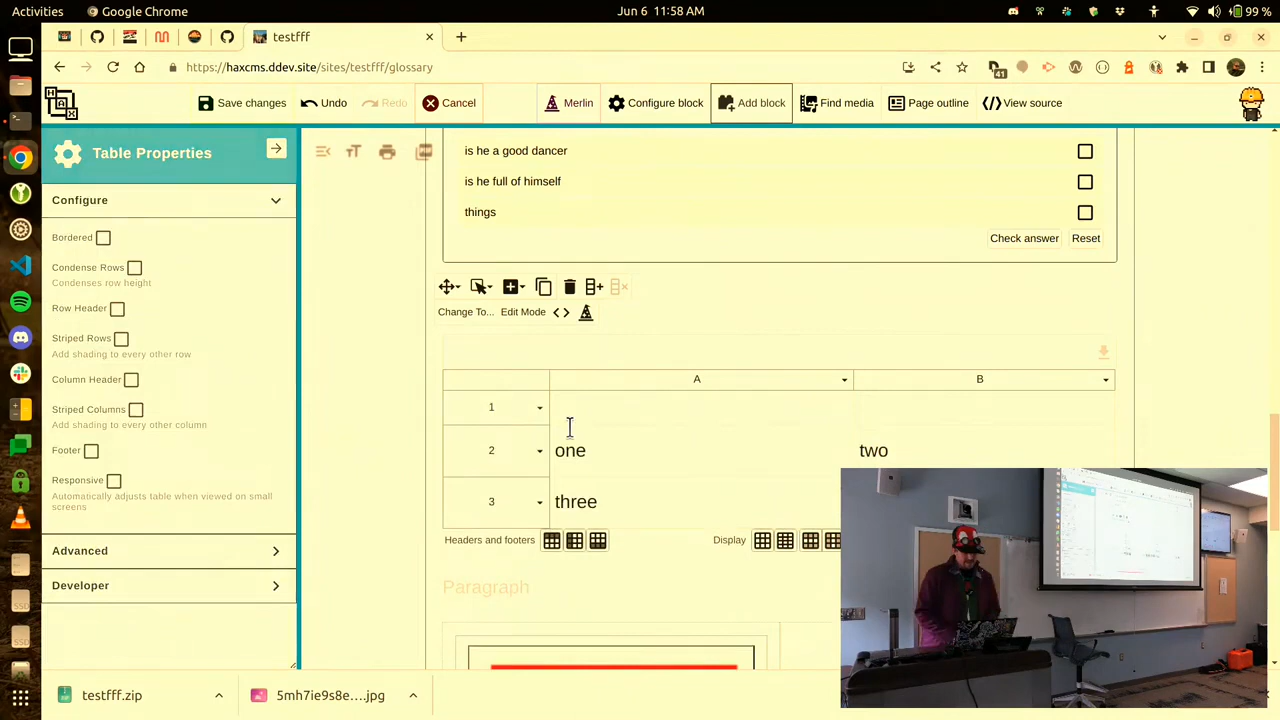 Activities
Google Chrome
Jun 6 11:58 AM
99 %
testfff
https://haxcms.ddev.site/sites/testfff/glossary
41
Save changes
Undo
Redo
Cancel
Merlin
Configure block
Add block
Find media
Page outline
View source
Table Properties
Configure
Bordered
Condense Rows
Condenses row height
Row Header
Striped Rows
Add shading to every other row
Column Header
Striped Columns
Add shading to every other column
Footer
Responsive
Automatically adjusts table when viewed on small
screens
Advanced
Developer
is he a good dancer
is he full of himself
things
Check answer
Reset
Change To...
Edit Mode
A
B
1
2
one
two
3
three
Headers and footers
Display
Paragraph
SSD
SSD
SSD
testfff.zip
5mh7ie9s8e....jpg